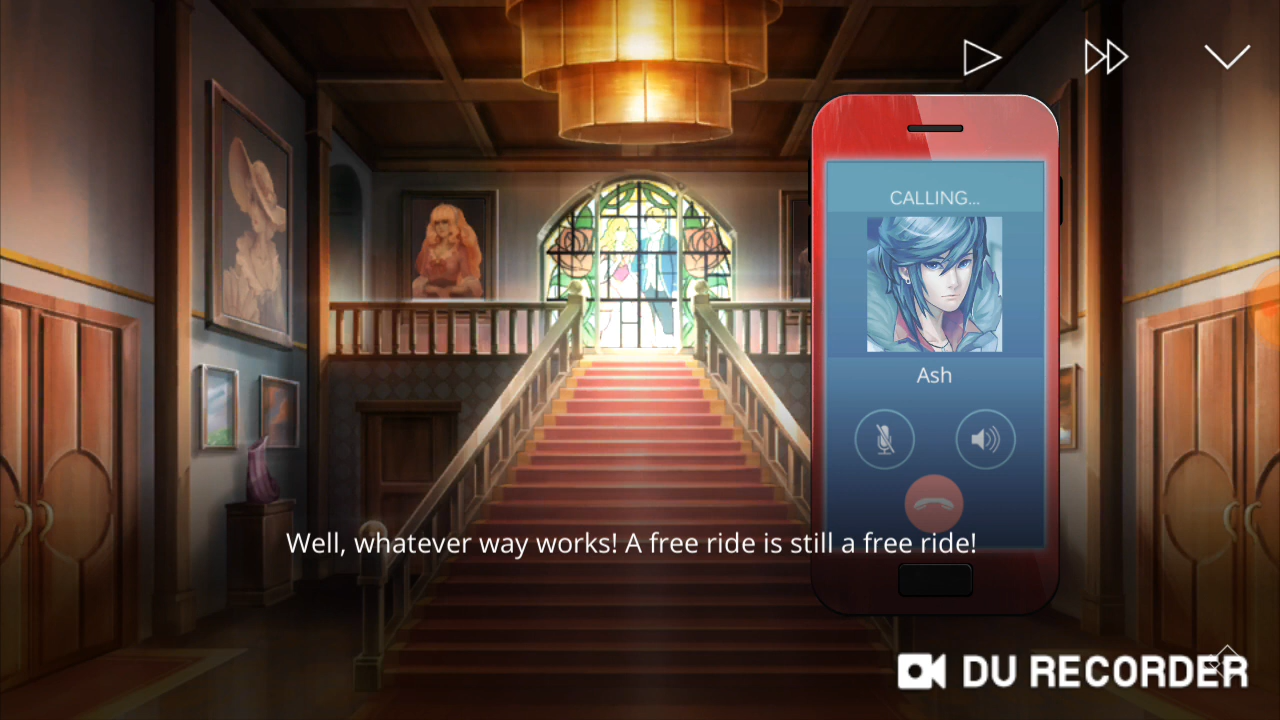 CALLING...
Ash
Well, whatever way works! A free ride is still a free ride!
DU RECORDER